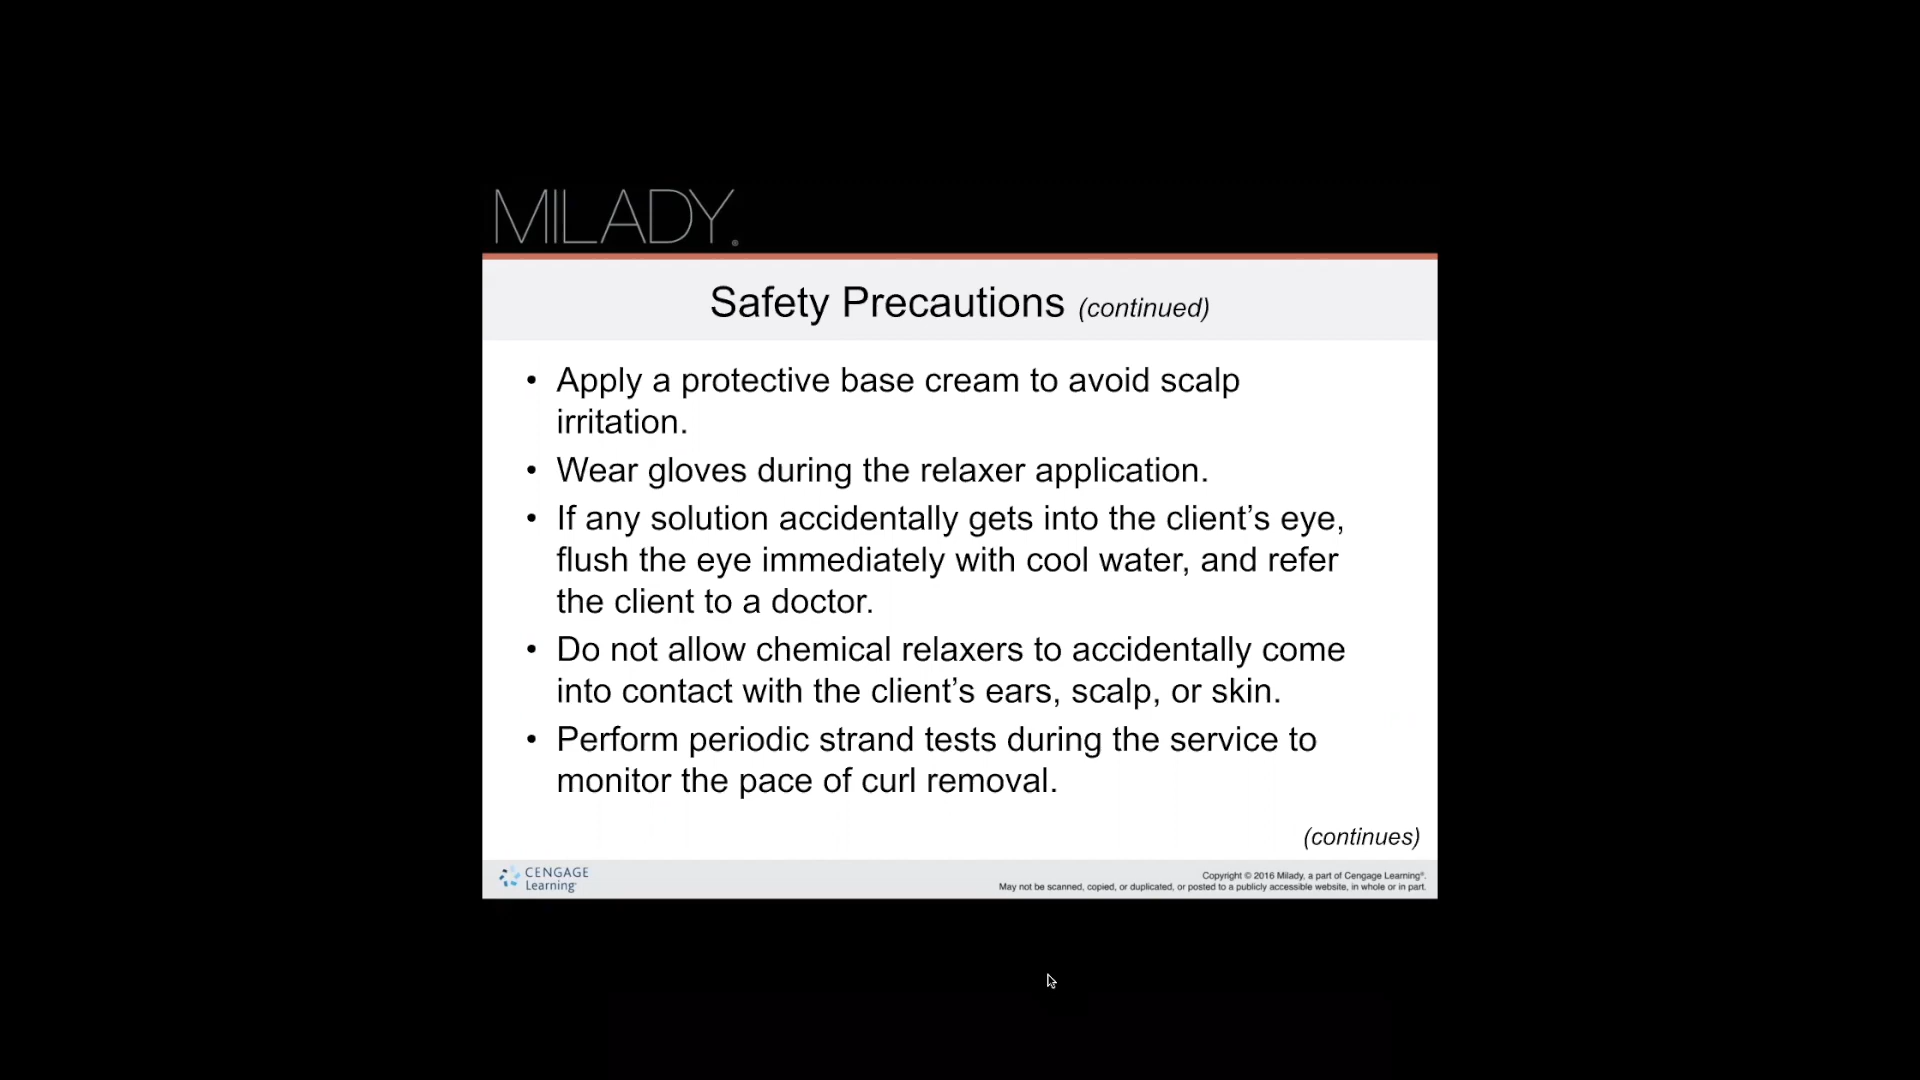 MILADY®
Safety Precautions (continued)
• Apply a protective base cream to avoid scalp
irritation.
• Wear gloves during the relaxer application.
• If any solution accidentally gets into the client’s eye,
flush the eye immediately with cool water, and refer
the client to a doctor.
• Do not allow chemical relaxers to accidentally come
into contact with the client’s ears, scalp, or skin.
• Perform periodic strand tests during the service to
monitor the pace of curl removal.
(continues)
CENGAGE
Learning®
Copyright © 2016 Milady, a part of Cengage Learning®.
May not be scanned, copied, or duplicated, or posted to a publicly accessible website, in whole or in part.